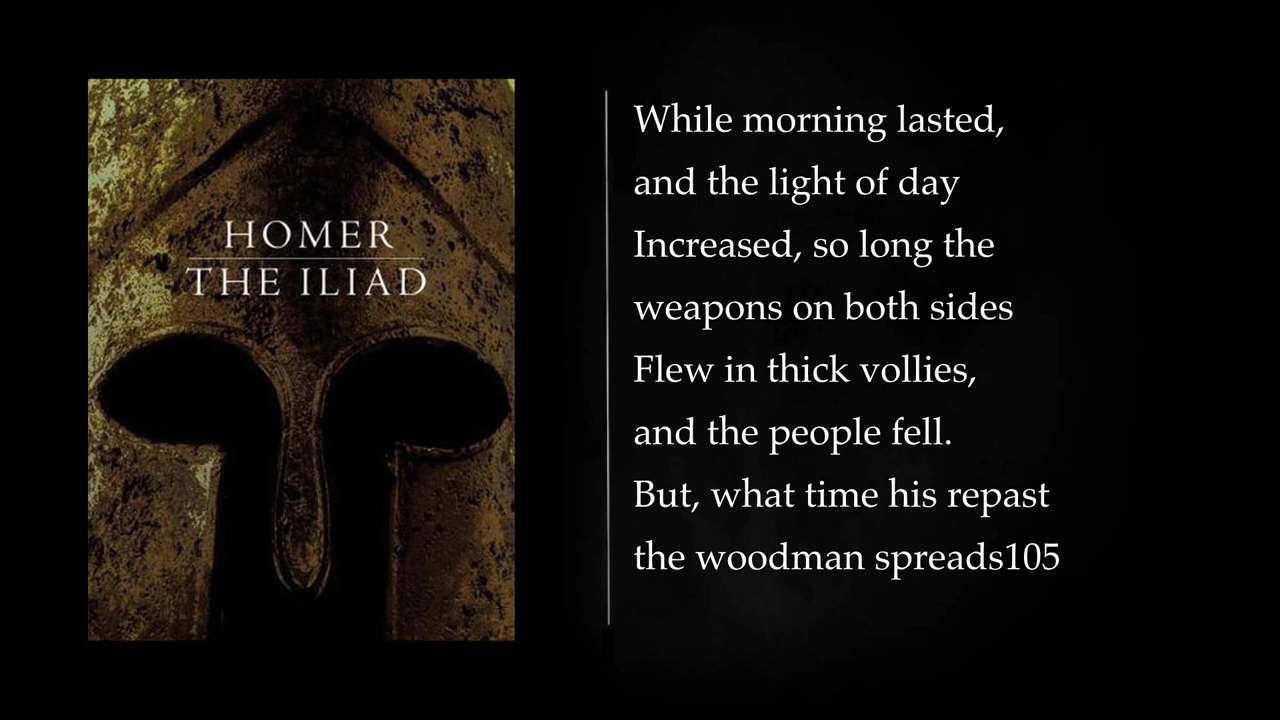 HOMER
THE ILIAD
While morning lasted,
and the light of day
Increased, so long the
weapons on both sides
Flew in thick vollies,
and the people fell.
But, what time his repast
the woodman spreads105